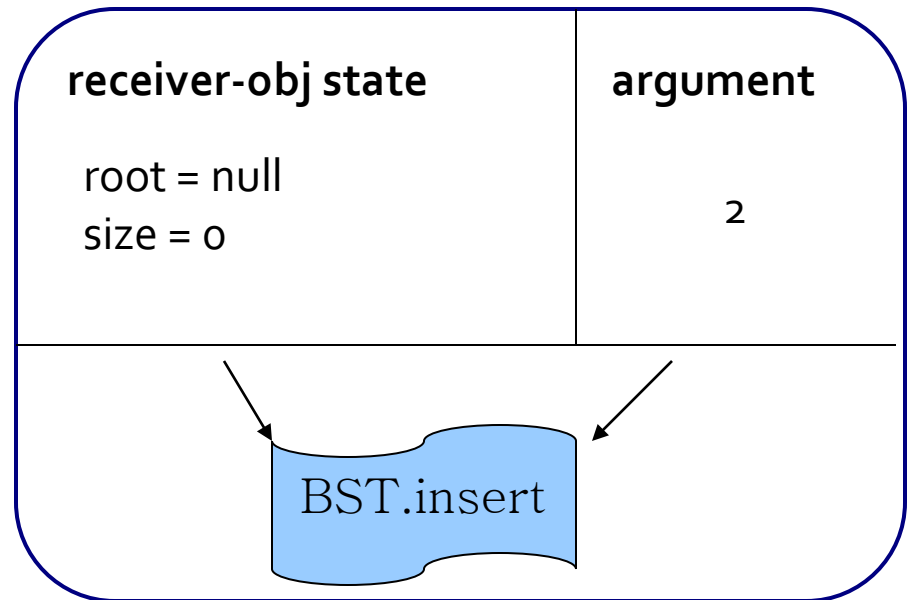 receiver-obj state
argument
root = null
size = 0
2
BST.insert